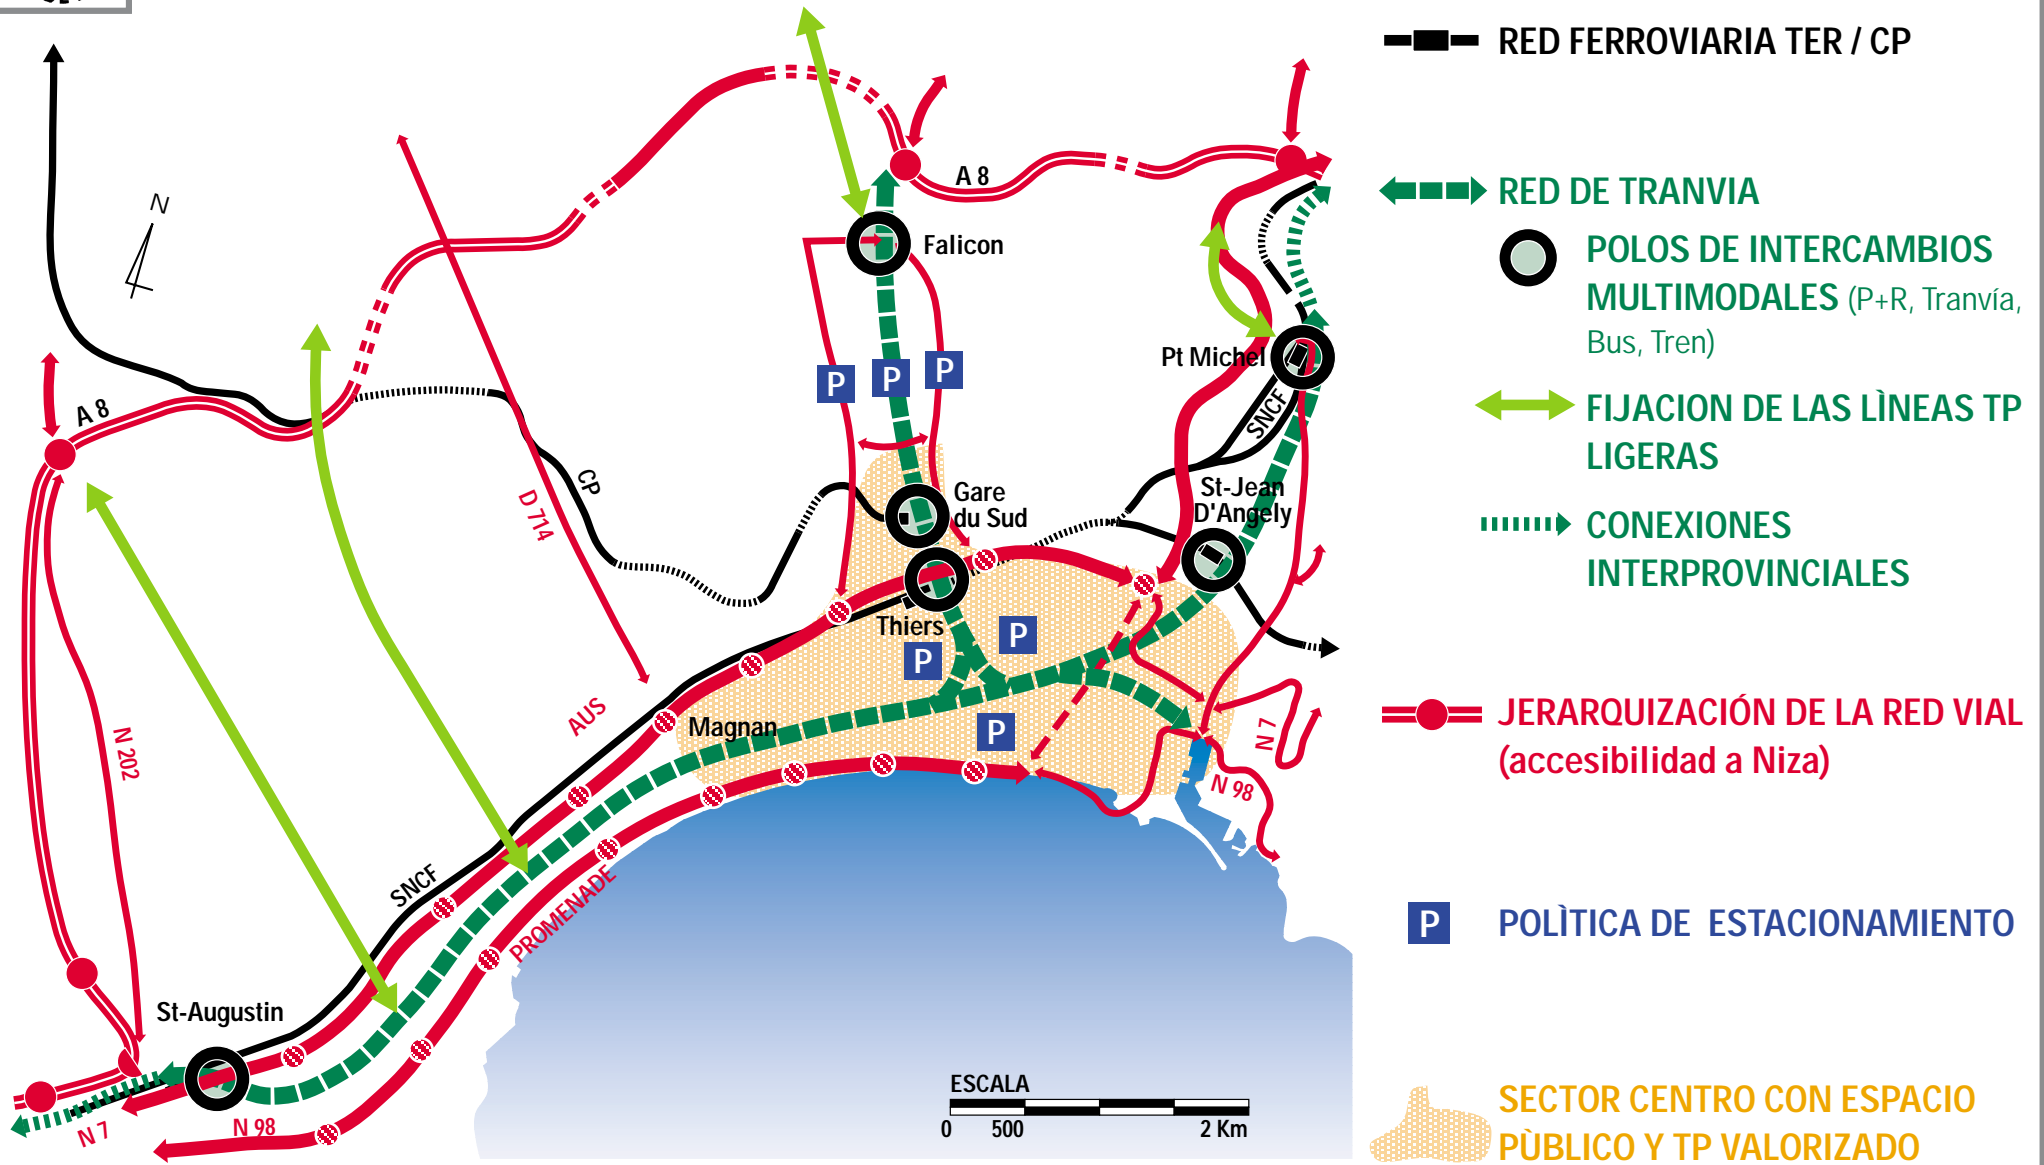 RED FERROVIARIA TER / CP
RED DE TRANVIA
POLOS DE INTERCAMBIOS
MULTIMODALES (P+R, Tranvía,
Bus, Tren)
FIJACION DE LAS LÌNEAS TP
LIGERAS
CONEXIONES
INTERPROVINCIALES
JERARQUIZACIÓN DE LA RED VIAL
(accesibilidad a Niza)
P
POLÌTICA DE ESTACIONAMIENTO
SECTOR CENTRO CON ESPACIO
PÙBLICO Y TP VALORIZADO
N
A 8
Falicon
P
P
P
Pt Michel
A 8
SNCF
CP
D 714
Gare
du Sud
St-Jean
D'Angely
Thiers
P
P
AUS
Magnan
P
N 7
N 202
N 98
SNCF
PROMENADE
St-Augustin
N 7
N 98
ESCALA
0 500 2 Km